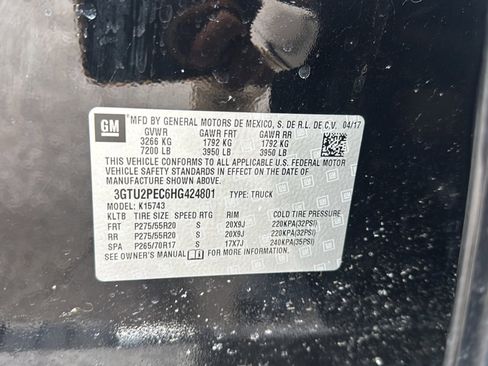 GM
MFD BY GENERAL MOTORS DE MEXICO, S. DE R.L. DE C.V. 04/17
GVWR GAWR FRT GAWR RR
3266 KG 1792 KG 1792 KG
7200 LB 3950 LB 3950 LB
THIS VEHICLE CONFORMS TO ALL APPLICABLE U.S. FEDERAL MOTOR
VEHICLE SAFETY STANDARDS IN EFFECT ON THE DATE OF
MANUFACTURE SHOWN ABOVE.
3GTU2PEC6HG424801 TYPE: TRUCK
MODEL: K15743
KLTB TIRE SIZE SPEED RTG RIM COLD TIRE PRESSURE
FRT P275/55R20 S 20X9J 220KPA(32PSI)
RR P275/55R20 S 20X9J 220KPA(32PSI)
SPA P265/70R17 S 17X7J 240KPA(35PSI)
SEE OWNER'S MANUAL FOR MORE INFORMATION.